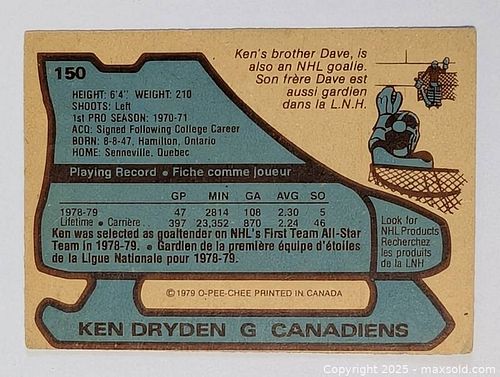 150
Ken's brother Dave, is
also an NHL goalie.
Son frère Dave est
aussi gardien
dans la L.N.H.
HEIGHT: 6'4" WEIGHT: 210
SHOOTS: Left
1st PRO SEASON: 1970-71
ACQ: Signed Following College Career
BORN: 8-8-47, Hamilton, Ontario
HOME: Senneville, Quebec
Playing Record • Fiche comme joueur
GP MIN GA AVG SO
1978-79 47 2814 108 2.30 5
Lifetime • Carrière. 397 23,352 870 2.24 46
Ken was selected as goaltender on NHL's First Team All-Star
Team in 1978-79. • Gardien de la première équipe d'étoiles
de la Ligue Nationale pour 1978-79.
Look for
NHL Products
Recherchez
les produits
de la LNH
© 1979 O-PEE-CHEE PRINTED IN CANADA
KEN DRYDEN G CANADIENS
Copyright 2025 - maxsold.com